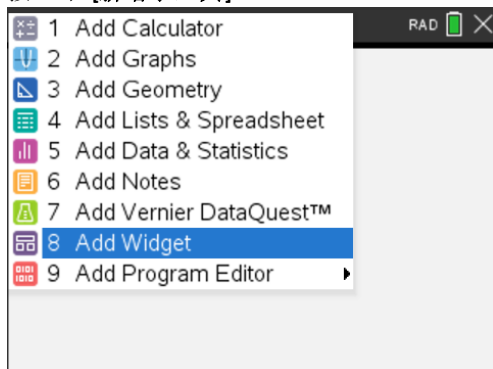 1 Add Calculator
RAD
2 Add Graphs
3 Add Geometry
4 Add Lists & Spreadsheet
5 Add Data & Statistics
6 Add Notes
7 Add Vernier DataQuest™
8 Add Widget
9 Add Program Editor